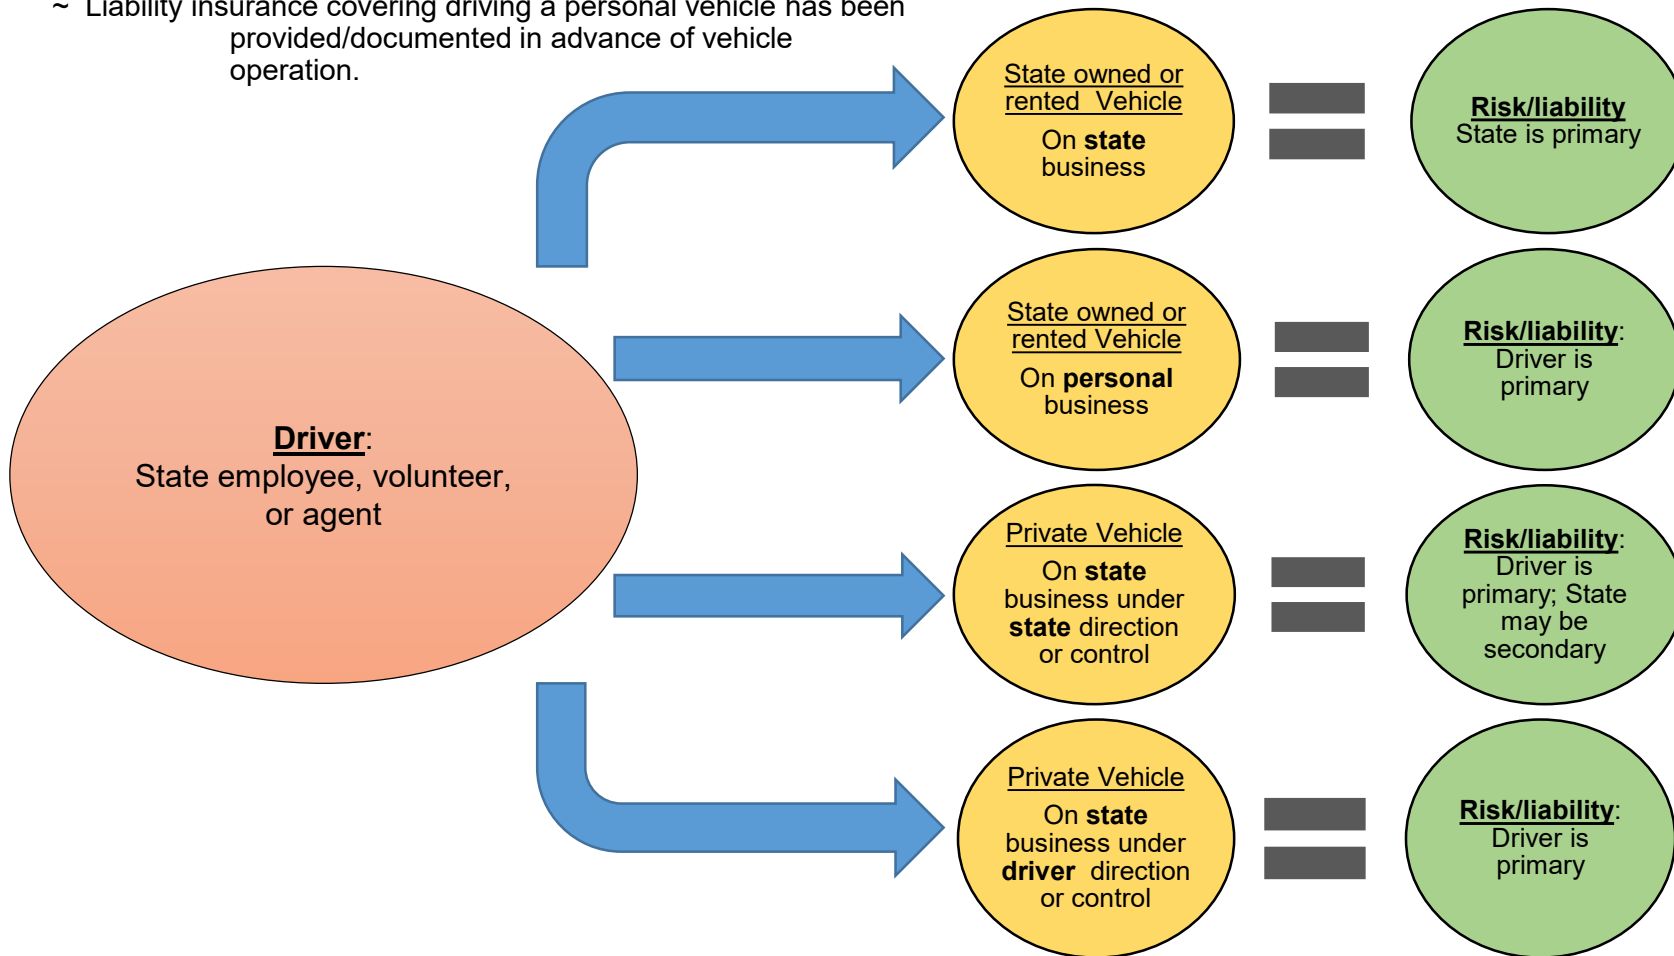 ~ Liability insurance covering driving a personal vehicle has been
provided/documented in advance of vehicle
operation.
Driver:
State employee, volunteer,
or agent
State owned or
rented Vehicle
On state
business
Risk/liability
State is primary
State owned or
rented Vehicle
On personal
business
Risk/liability:
Driver is
primary
Private Vehicle
On state
business under
state direction
or control
Risk/liability:
Driver is
primary; State
may be
secondary
Private Vehicle
On state
business under
driver direction
or control
Risk/liability:
Driver is
primary